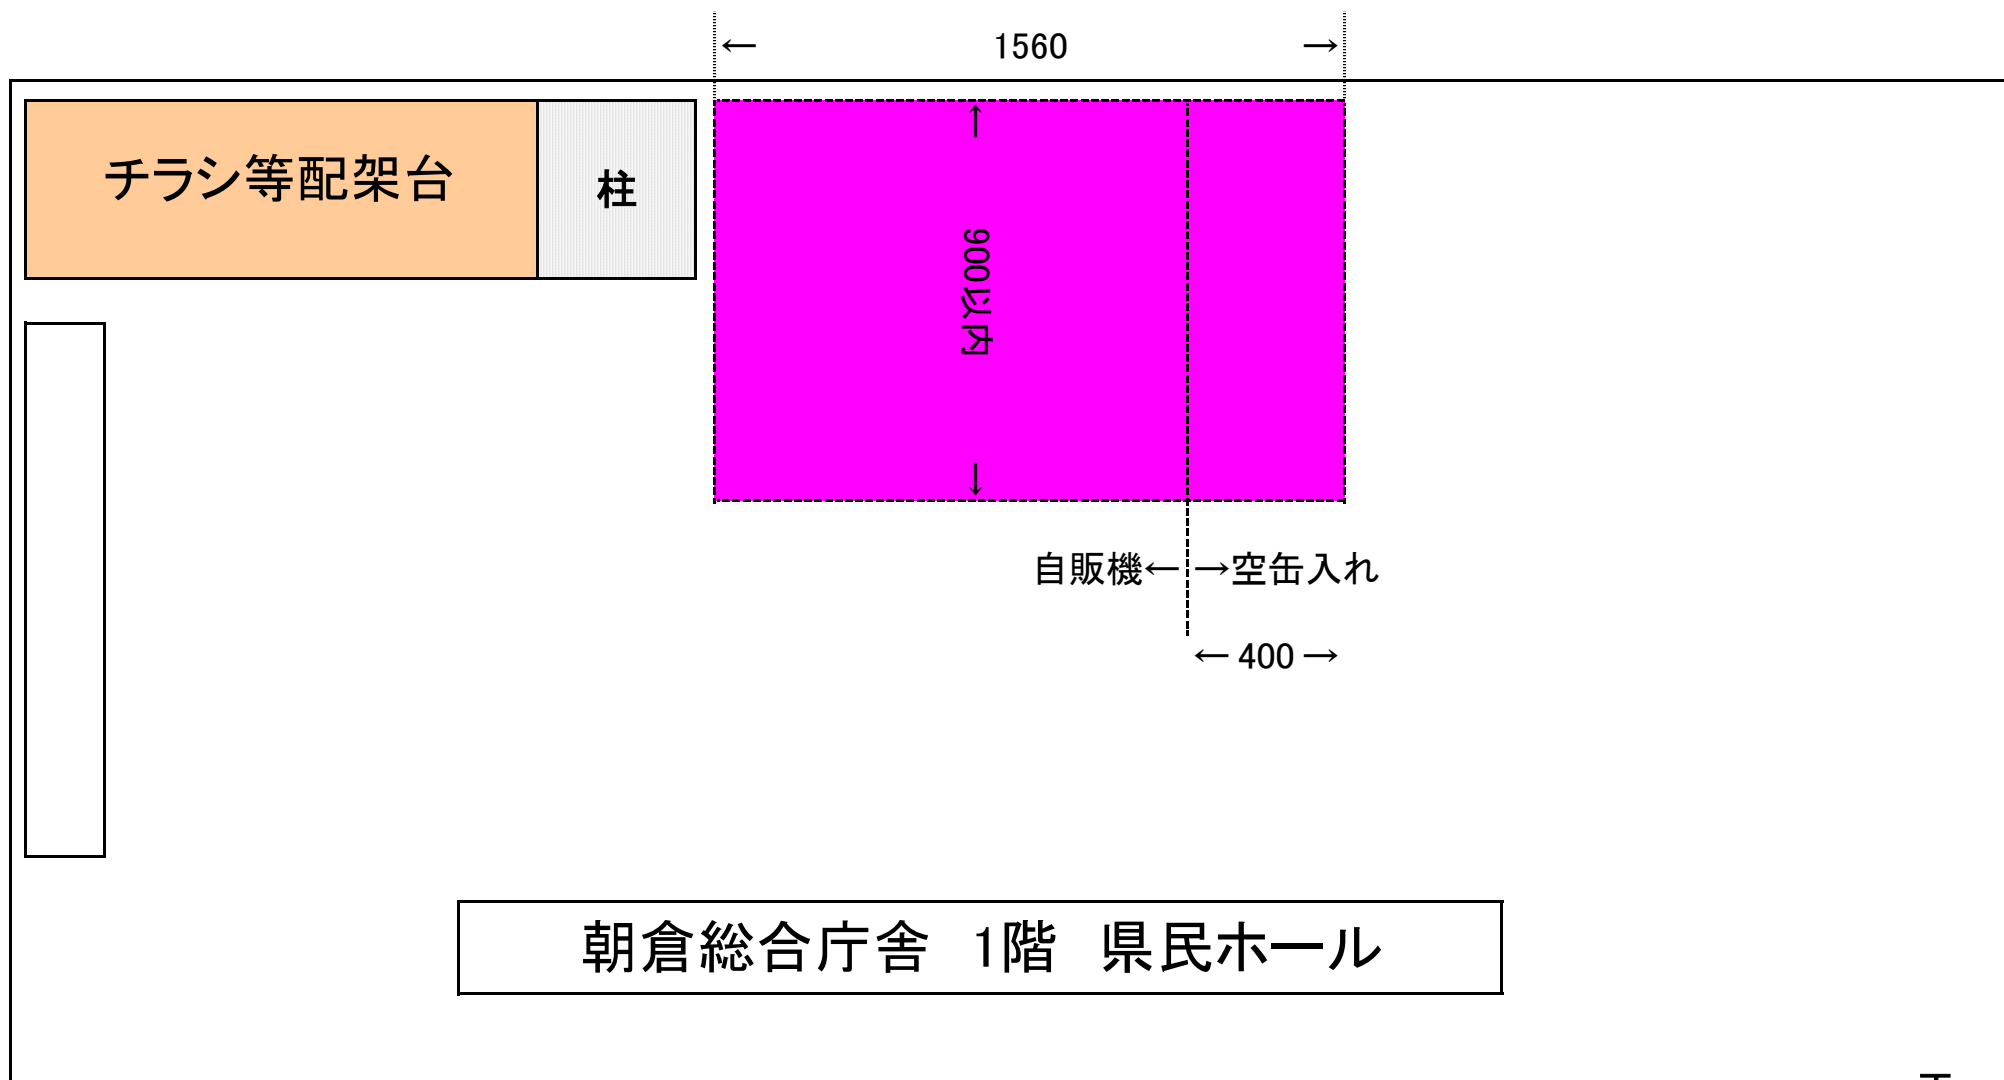 ← 1560 →
チラシ等配架台
柱
↑
900以内
↓
自販機← →空缶入れ
← 400 →
朝倉総合庁舎　1階　県民ホール